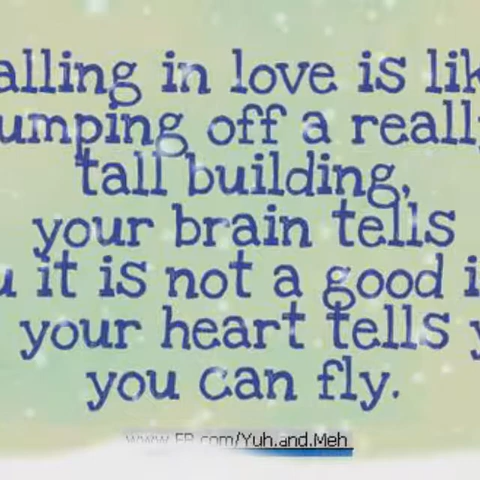 alling in love is lik
umping off a really
tall building,
your brain tells
u it is not a good i
your heart tells y
you can fly.
www.FB.com/Yuh.and.Meh